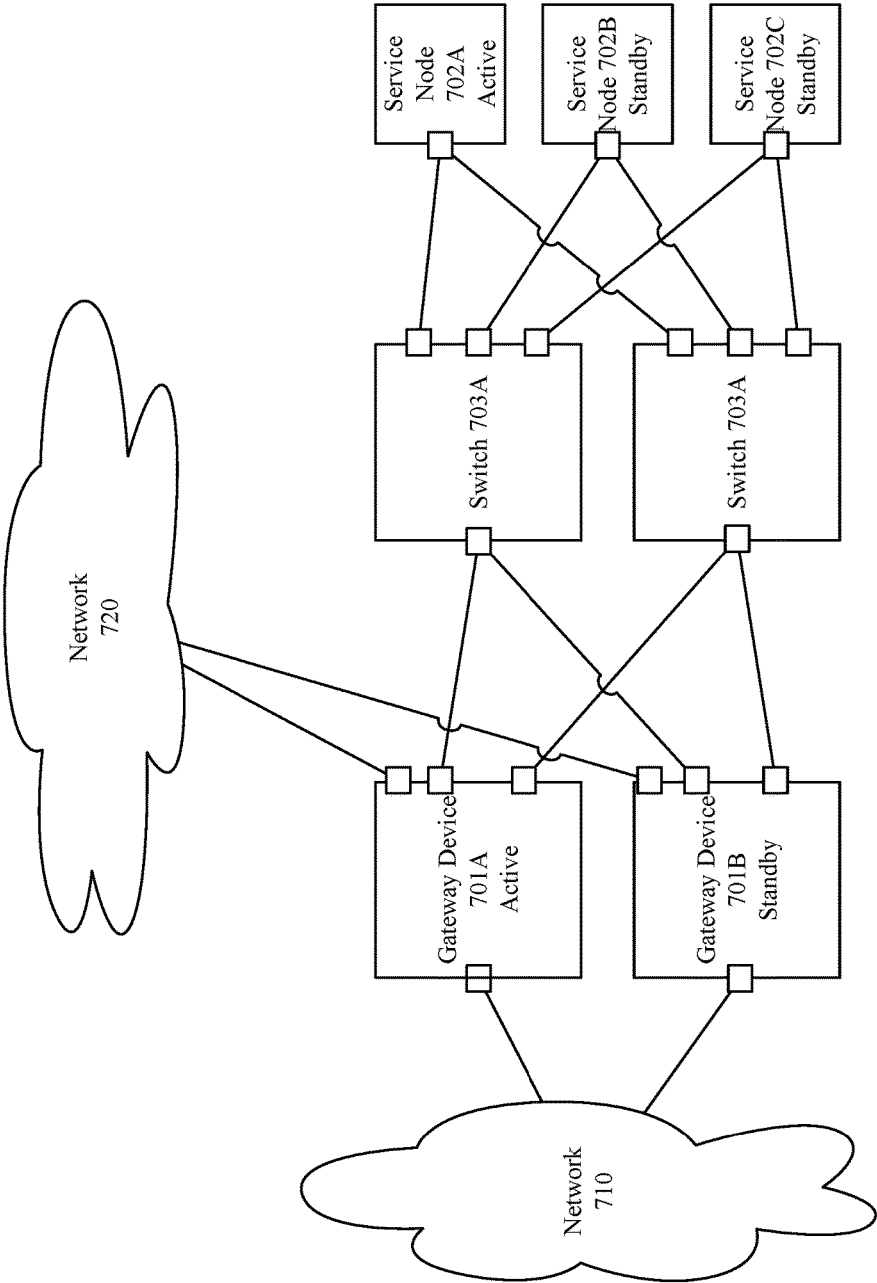 Network
720
Network
710
Gateway Device
701A
Active
Gateway Device
701B
Standby
Switch 703A
Switch 703A
Service
Node
702A
Active
Service
Node 702B
Standby
Service
Node 702C
Standby